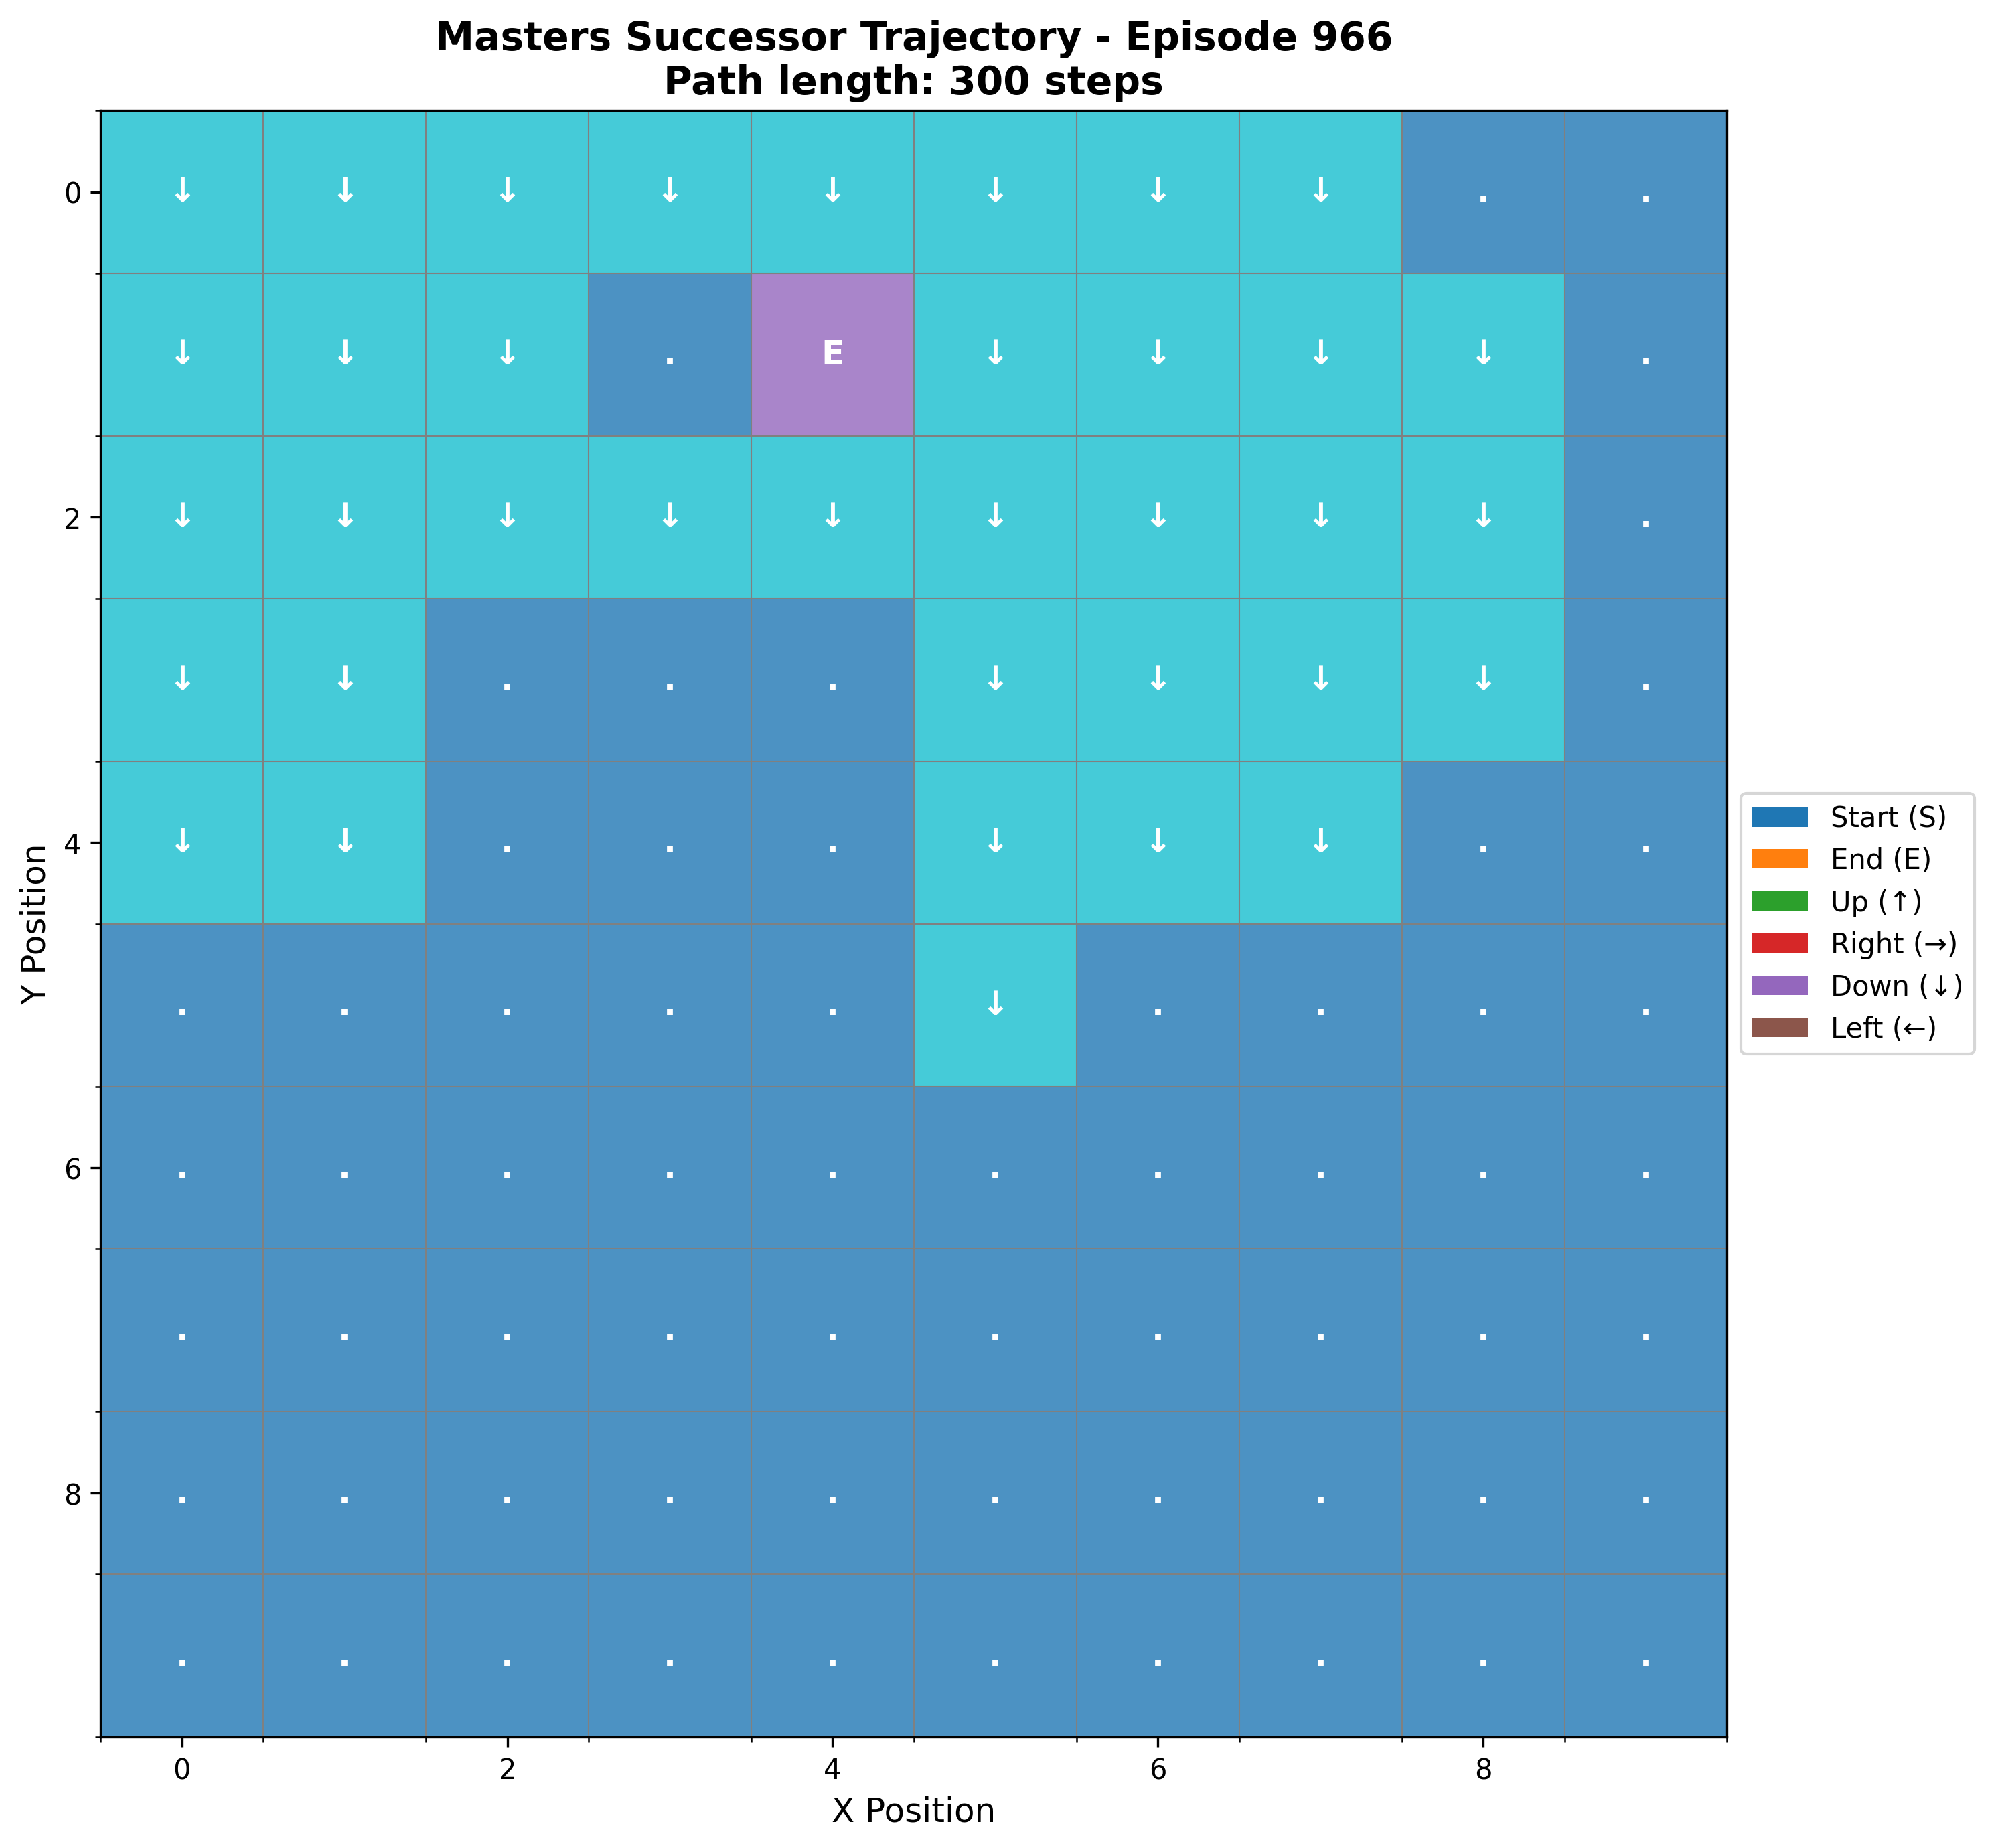 Masters Successor Trajectory - Episode 966
Path length: 300 steps
0 ↓ ↓ ↓ ↓ ↓ ↓ ↓ ↓ . .
↓ ↓ ↓ . E ↓ ↓ ↓ ↓ .
2 ↓ ↓ ↓ ↓ ↓ ↓ ↓ ↓ ↓ .
↓ ↓ . . . ↓ ↓ ↓ ↓ .
4 ↓ ↓ . . . ↓ ↓ ↓ . .
. . . . . ↓ . . . .
6 . . . . . . . . . .
. . . . . . . . . .
8 . . . . . . . . . .
. . . . . . . . . .
0 2 4 6 8
X Position
Y Position
Start (S)
End (E)
Up (↑)
Right (→)
Down (↓)
Left (←)